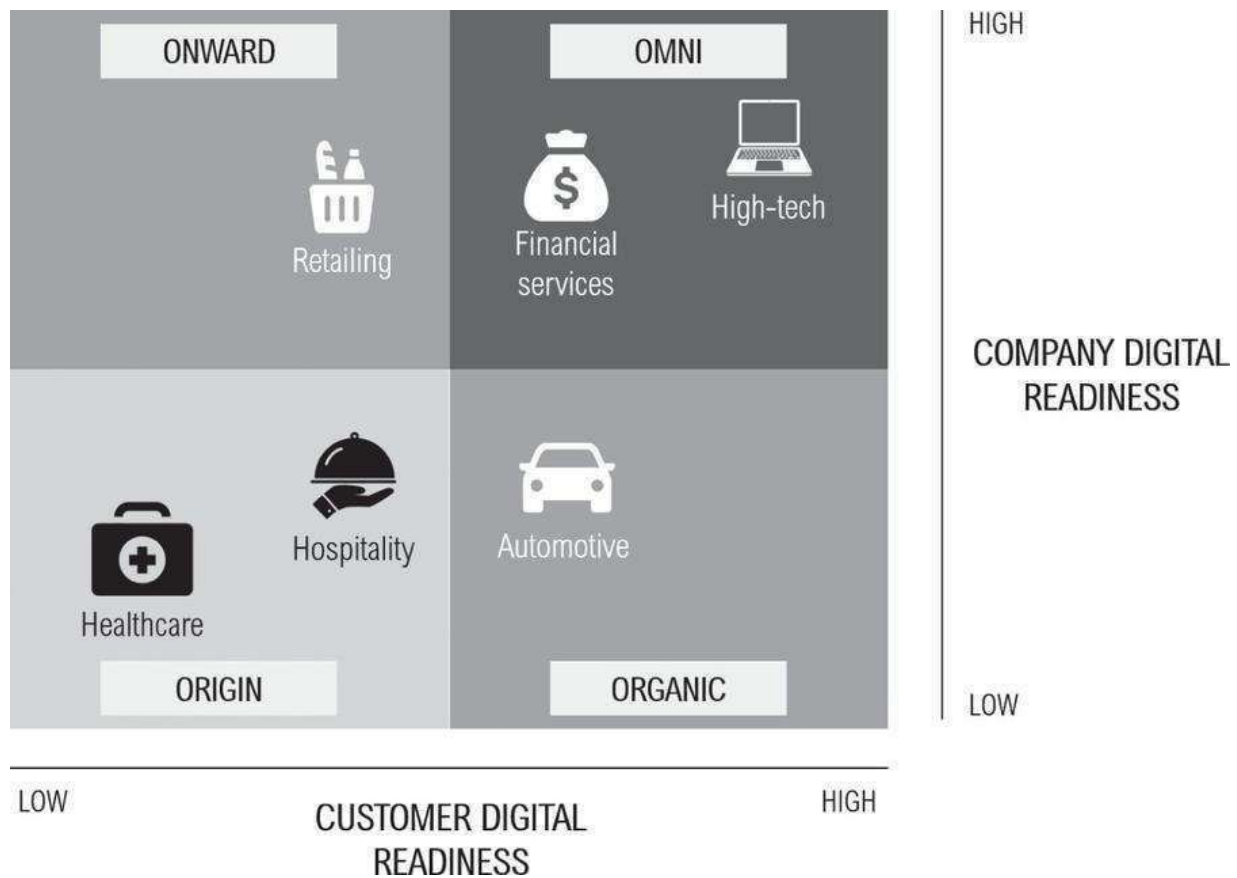 ONWARD
OMNI
HIGH
$
High-tech
Retailing
Financial
services
COMPANY DIGITAL
READINESS
Hospitality
Automotive
Healthcare
ORIGIN
ORGANIC
LOW
LOW
HIGH
CUSTOMER DIGITAL
READINESS